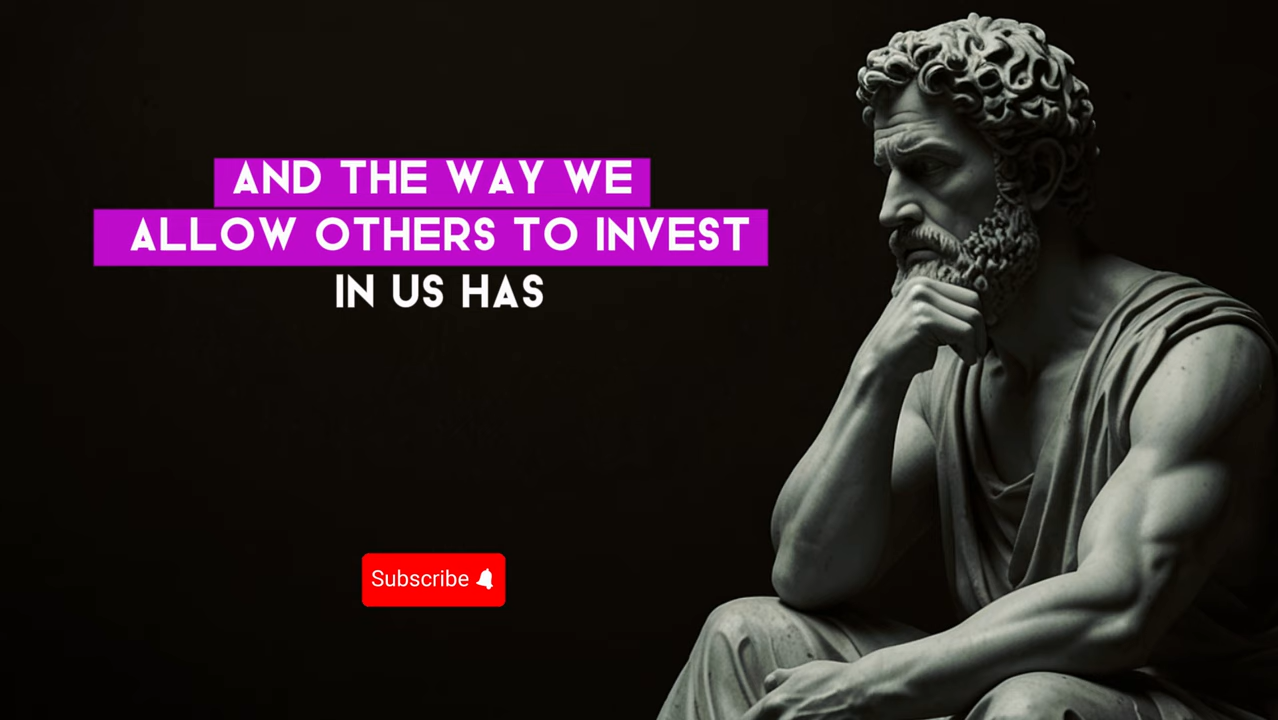 AND THE WAY WE
ALLOW OTHERS TO INVEST
IN US HAS
Subscribe